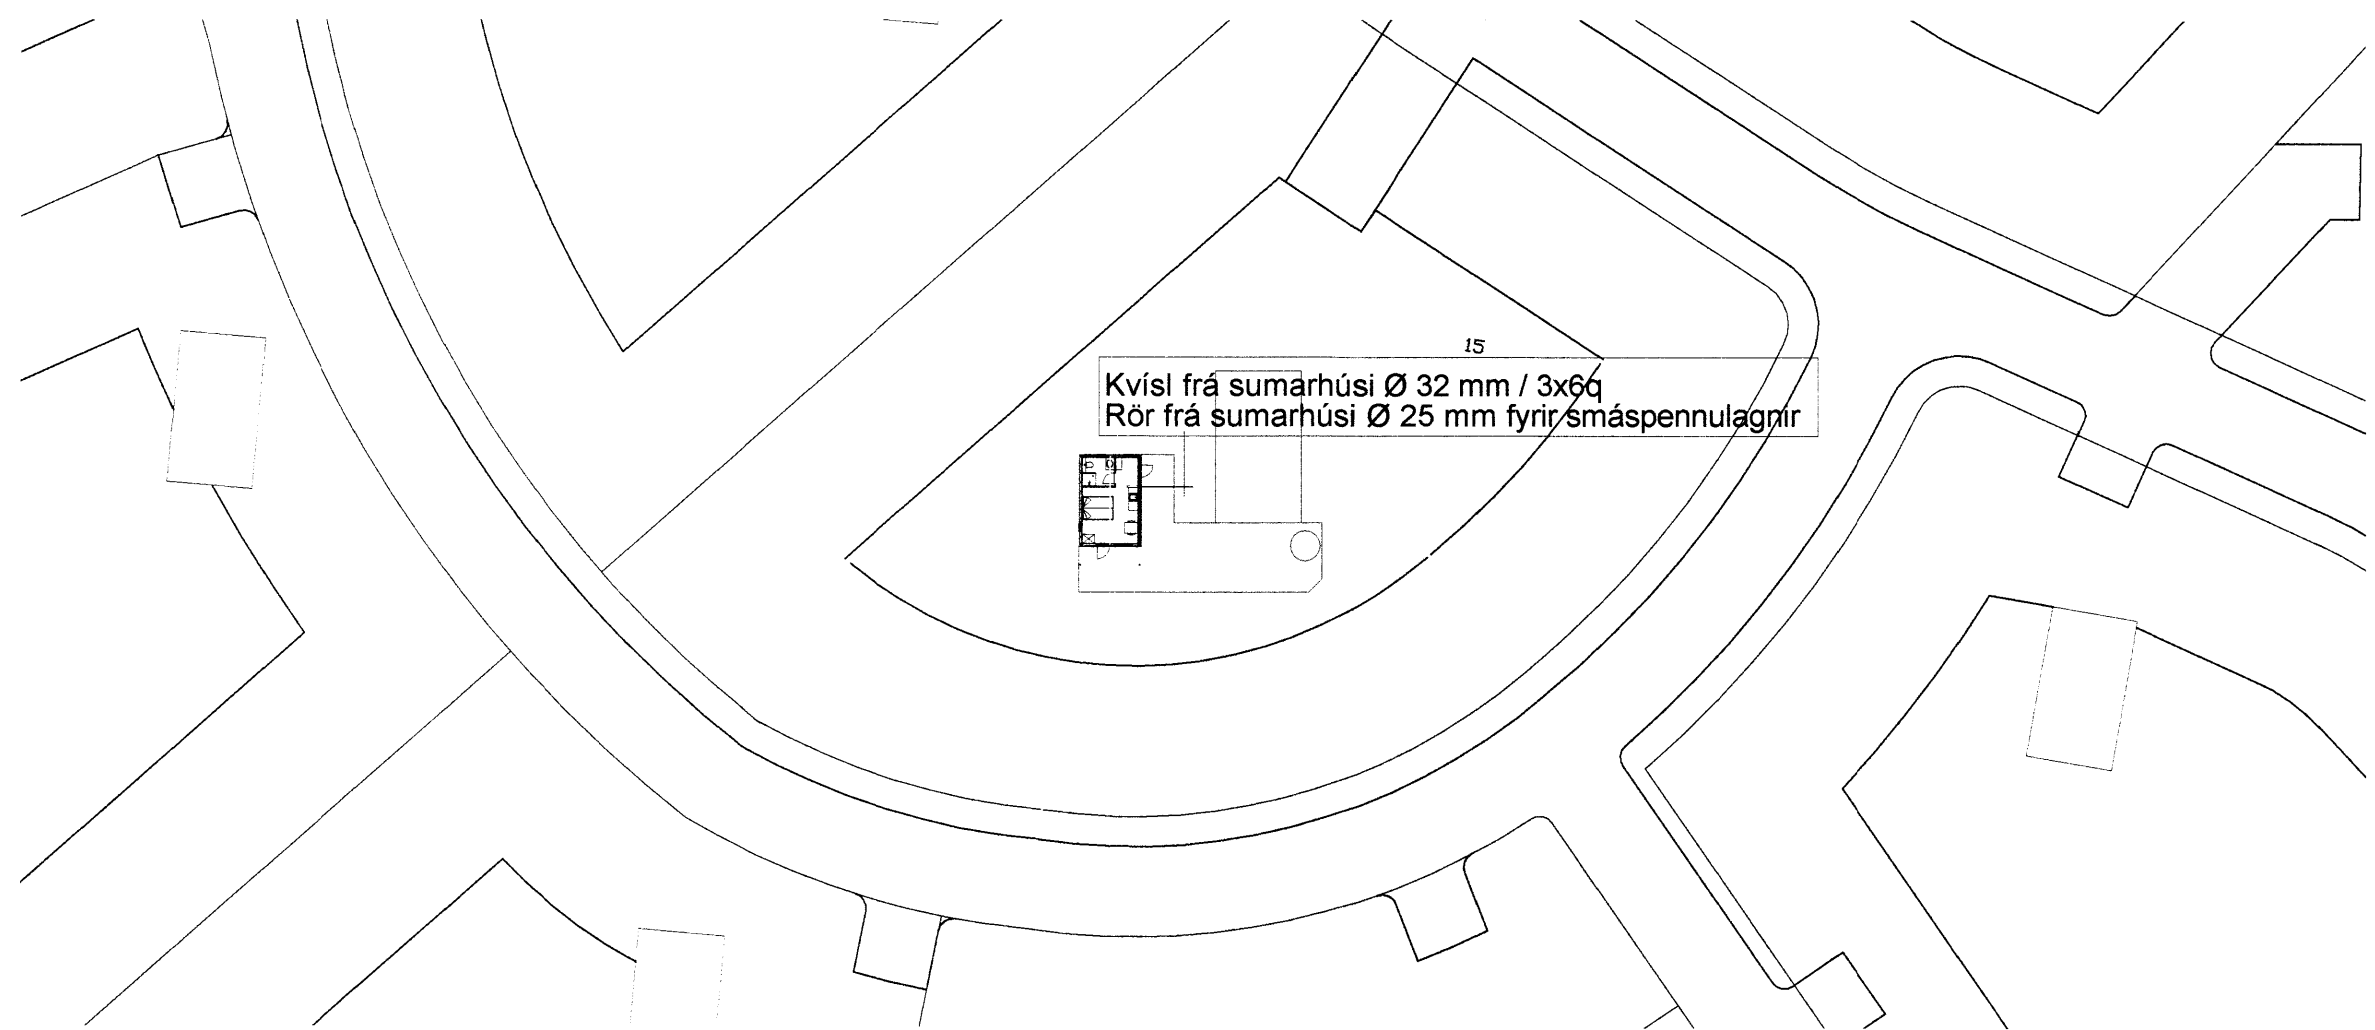 15
Kvísl frá sumarhúsi Ø 32 mm / 3x6q
Rör frá sumarhúsi Ø 25 mm fyrir smáspennulagnir